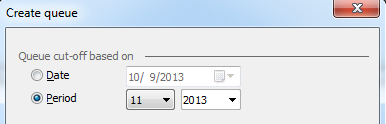 Create queue
Queue cut-off based on
Date 10/ 9/2013
Period 11 2013